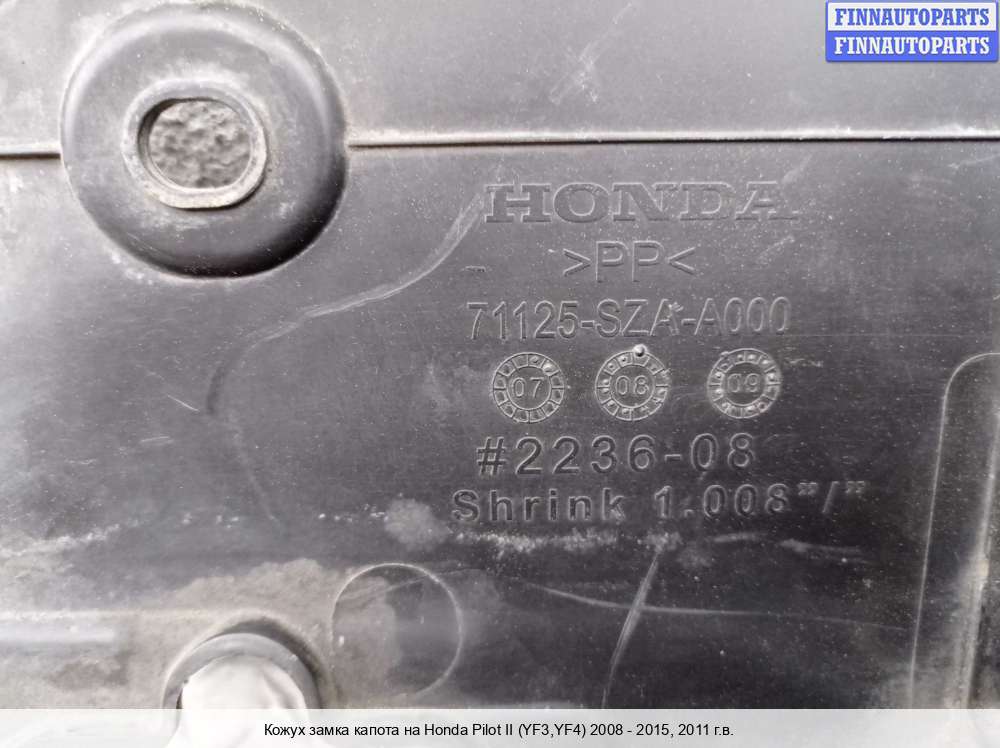 FINNAUTOPARTS
FINNAUTOPARTS
HONDA
>PP<
71125-SZA-A000
07 08 09
#2236-08
Shrink 1.008"/"
Кожух замка капота на Honda Pilot II (YF3,YF4) 2008 - 2015, 2011 г.в.